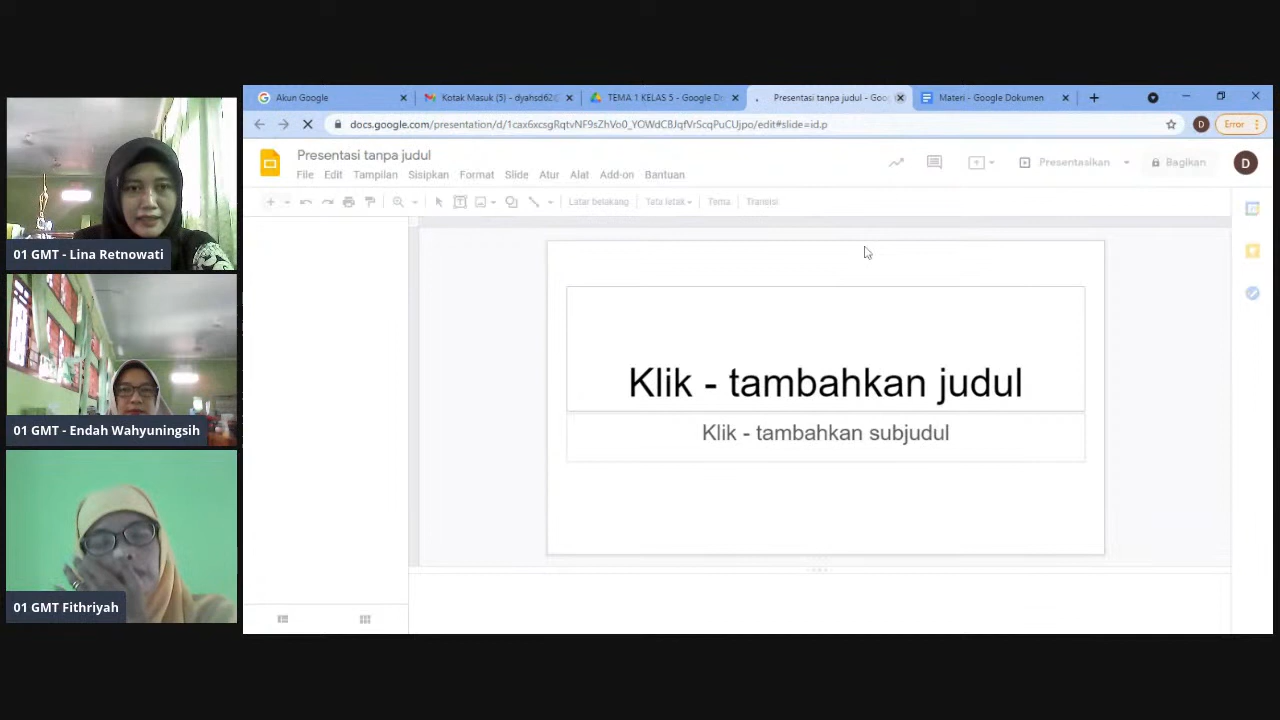 01 GMT - Lina Retnowati
01 GMT - Endah Wahyuningsih
01 GMT Fithriyah
Akun Google
Kotak Masuk (5) - dyahsd62@
TEMA 1 KELAS 5 - Google D
Presentasi tanpa judul - Goo
Materi - Google Dokumen
docs.google.com/presentation/d/1cax6xcsgRqtvNF9sZhVo0_YOWdC8JqfVrScqPuCUjpo/edit#slide=id.p
D
Error
Presentasi tanpa judul
File Edit Tampilan Sisipkan Format Slide Atur Alat Add-on Bantuan
Presentasikan
Bagikan
D
Latar belakang
Tata letak
Tema
Transisi
Klik - tambahkan judul
Klik - tambahkan subjudul